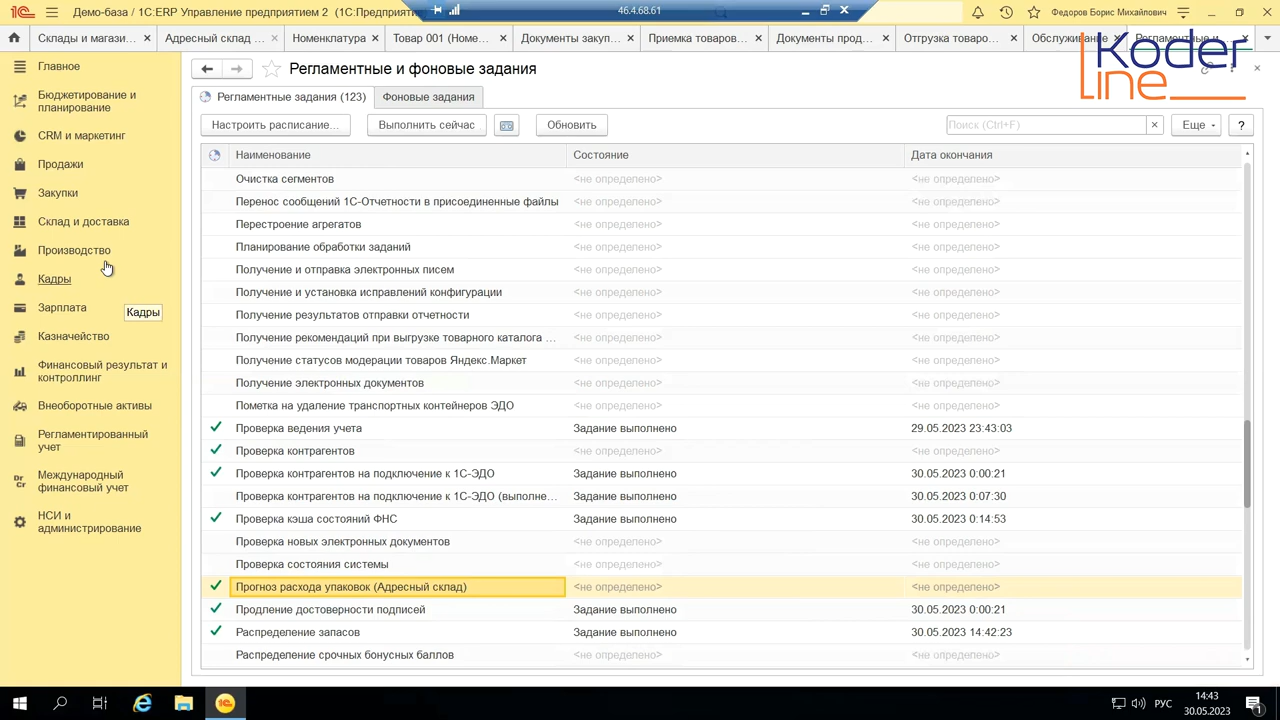 Демо-база / 1С:ERP Управление предприятием 2 (1С:Предприяти
46.4.68.61
Федоров Борис Михайлович
Склады и магази...
Адресный склад ...
Номенклатура
Товар 001 (Номе...
Документы закуп...
Приемка товаров...
Документы прод...
Отгрузка товаро...
Обслуживание
Регламентные и
Koder
line
Главное
Бюджетирование и
планирование
CRM и маркетинг
Продажи
Закупки
Склад и доставка
Производство
Кадры
Зарплата
Кадры
Казначейство
Финансовый результат и
контроллинг
Внеоборотные активы
Регламентированный
учет
Международный
финансовый учет
НСИ и
администрирование
Регламентные и фоновые задания
Регламентные задания (123)
Фоновые задания
Настроить расписание...
Выполнить сейчас
Обновить
Поиск (Ctrl+F)
Еще
?
Наименование Состояние Дата окончания
Очистка сегментов <не определено> <не определено>
Перенос сообщений 1С-Отчетности в присоединенные файлы <не определено> <не определено>
Перестроение агрегатов <не определено> <не определено>
Планирование обработки заданий <не определено> <не определено>
Получение и отправка электронных писем <не определено> <не определено>
Получение и установка исправлений конфигурации <не определено> <не определено>
Получение результатов отправки отчетности <не определено> <не определено>
Получение рекомендаций при выгрузке товарного каталога ... <не определено> <не определено>
Получение статусов модерации товаров Яндекс.Маркет <не определено> <не определено>
Получение электронных документов <не определено> <не определено>
Пометка на удаление транспортных контейнеров ЭДО <не определено> <не определено>
Проверка ведения учета Задание выполнено 29.05.2023 23:43:03
Проверка контрагентов <не определено> <не определено>
Проверка контрагентов на подключение к 1С-ЭДО Задание выполнено 30.05.2023 0:00:21
Проверка контрагентов на подключение к 1С-ЭДО (выполне... Задание выполнено 30.05.2023 0:07:30
Проверка кэша состояний ФНС Задание выполнено 30.05.2023 0:14:53
Проверка новых электронных документов <не определено> <не определено>
Проверка состояния системы <не определено> <не определено>
Прогноз расхода упаковок (Адресный склад) <не определено> <не определено>
Продление достоверности подписей Задание выполнено 30.05.2023 0:00:21
Распределение запасов Задание выполнено 30.05.2023 14:42:23
Распределение срочных бонусных баллов <не определено> <не определено>
РУС
14:43
30.05.2023
1